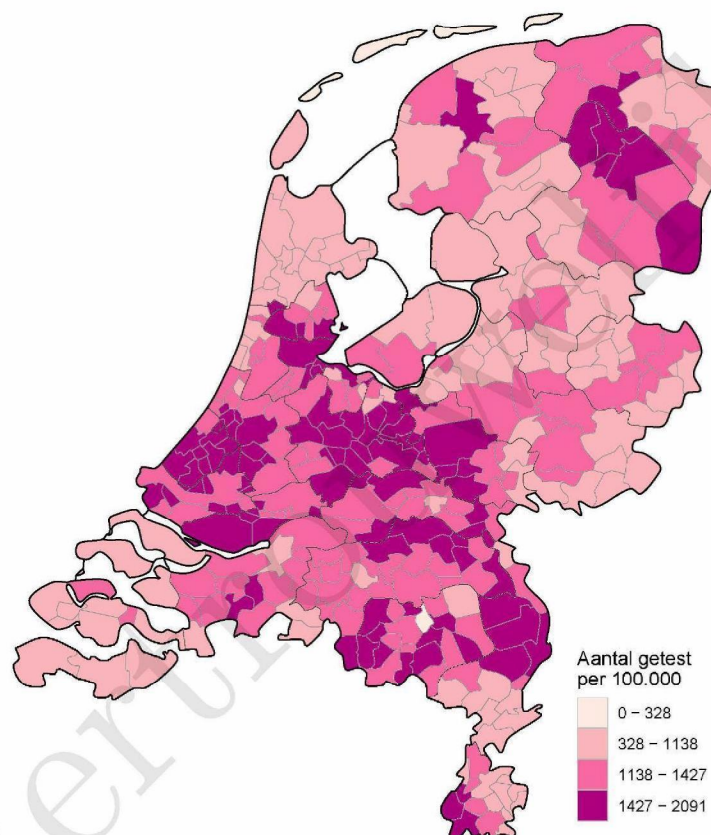 Aantal getest
per 100.000
0 – 328
328 – 1138
1138 – 1427
1427 – 2091